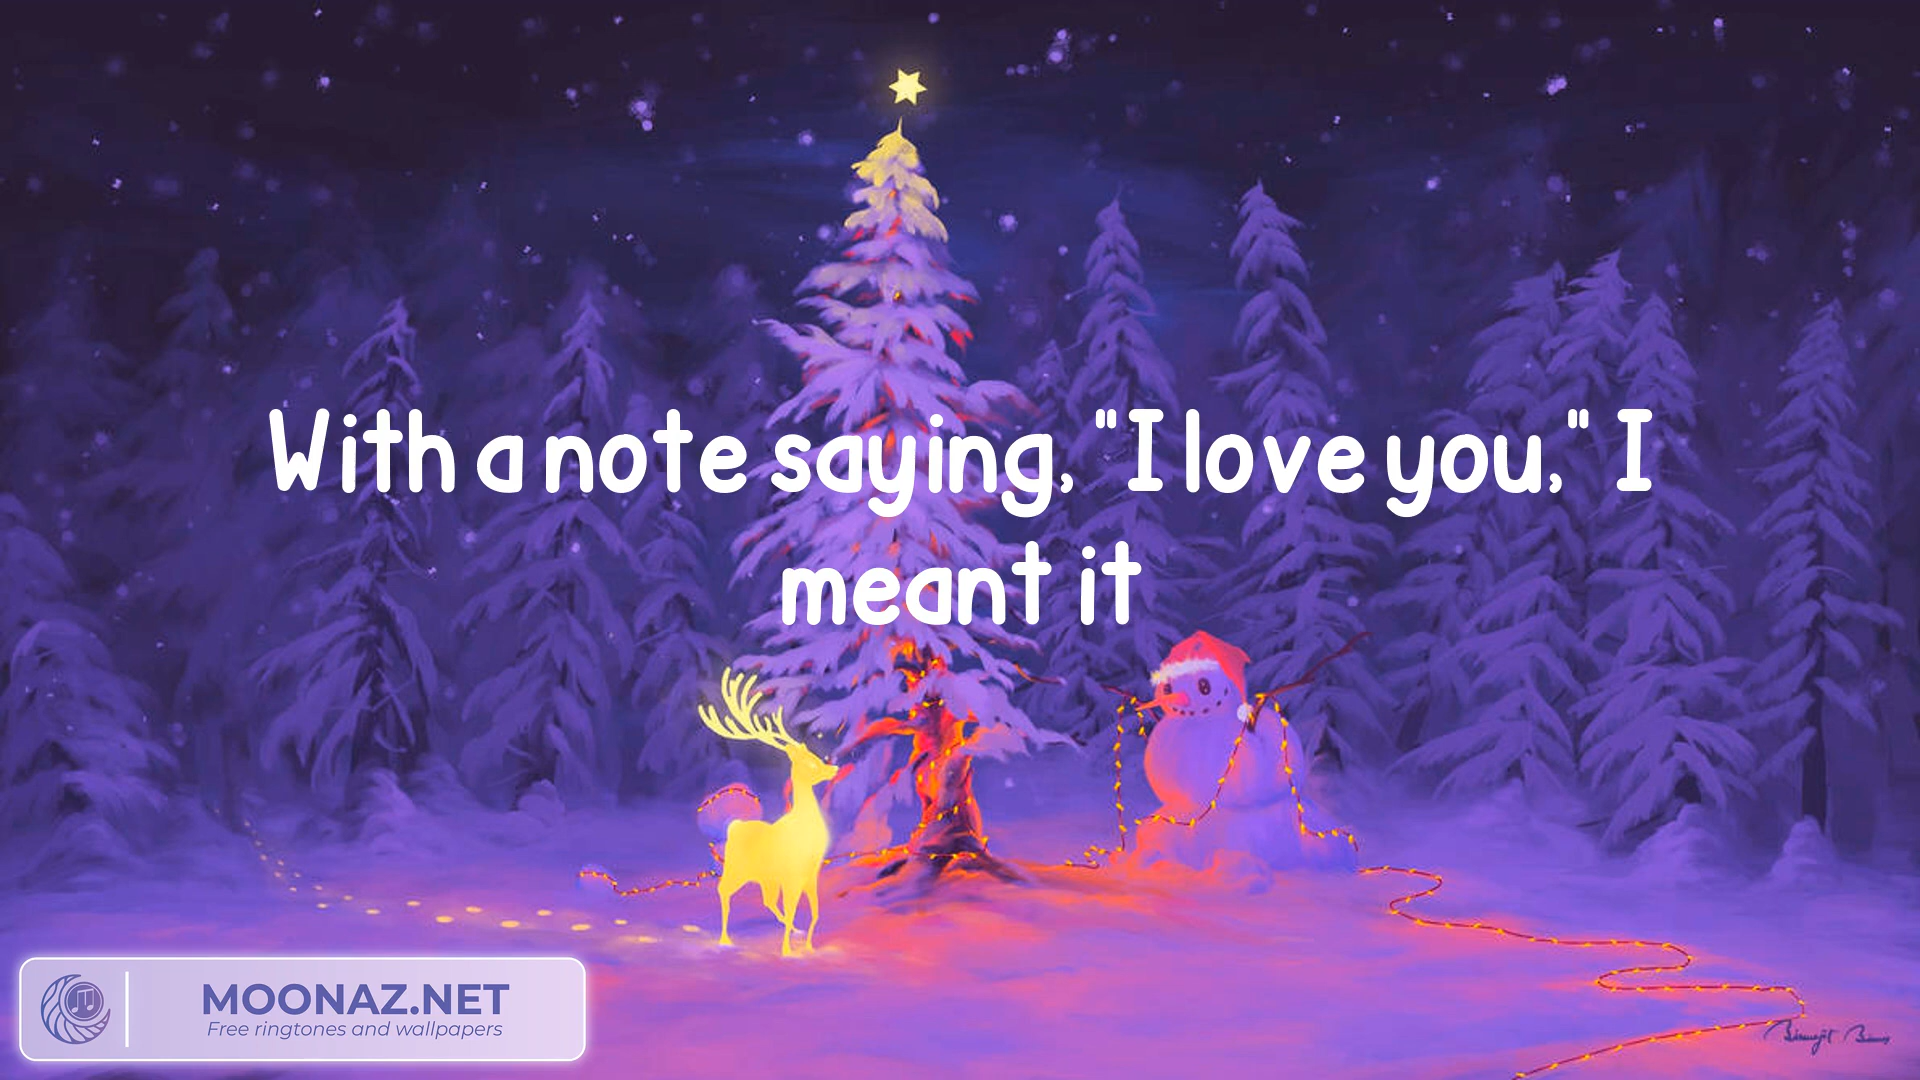 With a note saying, "I love you," I
meant it
MOONAZ.NET
Free ringtones and wallpapers